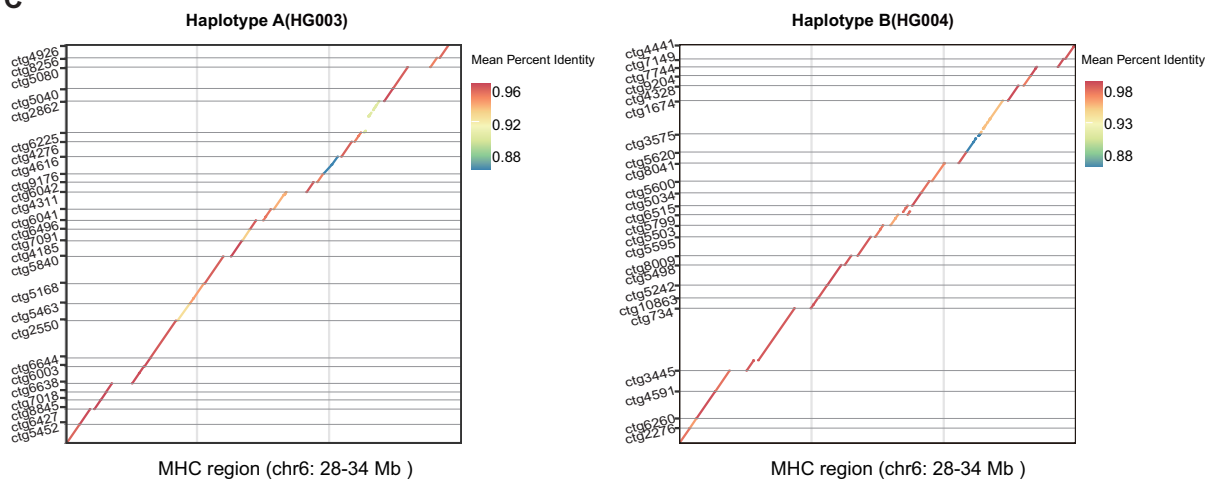 C
Haplotype A(HG003)
ctg4926
ctg8256
ctg5080
ctg5040
ctg2862
ctg6225
ctg4276
ctg4616
ctg9176
ctg6042
ctg4311
ctg6041
ctg6496
ctg7091
ctg4185
ctg5840
ctg5168
ctg5463
ctg2550
ctg6644
ctg6003
ctg6638
ctg7018
ctg8845
ctg6427
ctg5452
MHC region (chr6: 28-34 Mb )
Mean Percent Identity
0.96
0.92
0.88
Haplotype B(HG004)
ctg4441
ctg7149
ctg7744
ctg9204
ctg4328
ctg1674
ctg3575
ctg5620
ctg8041
ctg5600
ctg5034
ctg6515
ctg5799
ctg5503
ctg5595
ctg8009
ctg5498
ctg5242
ctg10863
ctg734
ctg3445
ctg4591
ctg6260
ctg2276
MHC region (chr6: 28-34 Mb )
Mean Percent Identity
0.98
0.93
0.88